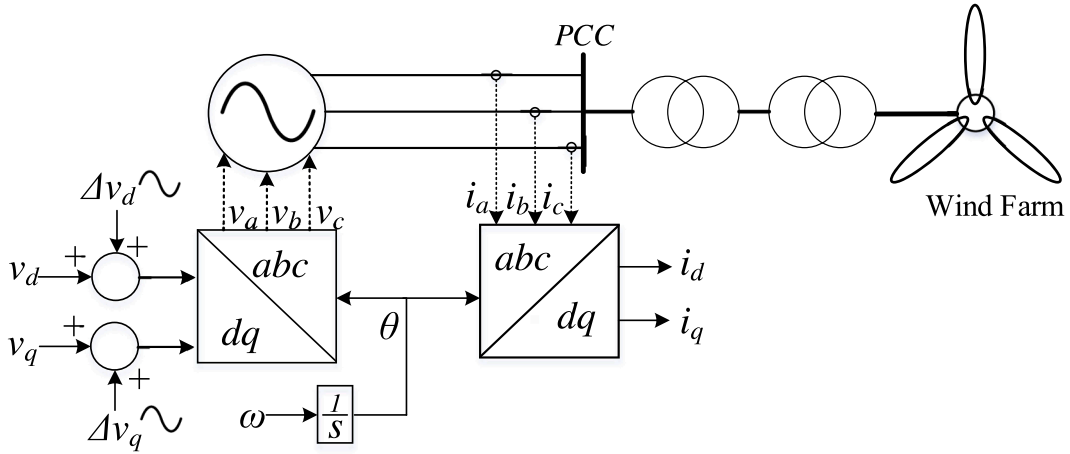 PCC
Δv_d
v_a v_b v_c
i_a i_b i_c
Wind Farm
+
+
v_d
abc
abc
i_d
+
v_q
dq
θ
dq
i_q
+
Δv_q
ω
1
s